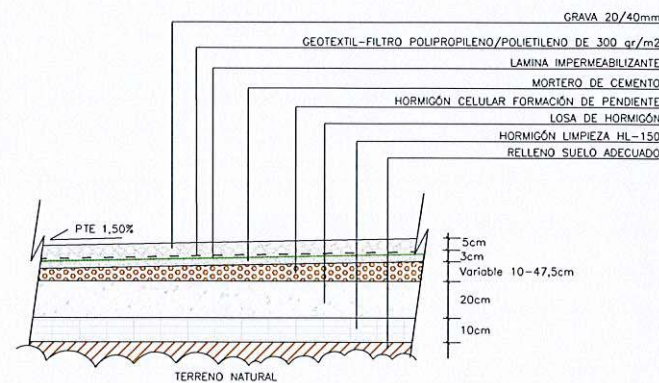 GRAVA 20/40mm
GEOTEXTIL-FILTRO POLIPROPILENO/POLIETILENO DE 300 gr/m2
LAMINA IMPERMEABILIZANTE
MORTERO DE CEMENTO
HORMIGÓN CELULAR FORMACIÓN DE PENDIENTE
LOSA DE HORMIGÓN
HORMIGÓN LIMPIEZA HL-150
RELLENO SUELO ADECUADO
PTE 1,50%
5cm
3cm
Variable 10-47,5cm
20cm
10cm
TERRENO NATURAL